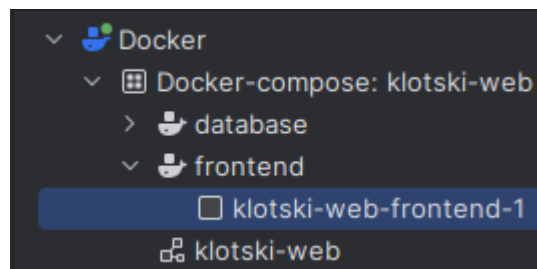 Docker
Docker-compose: klotski-web
database
frontend
klotski-web-frontend-1
klotski-web